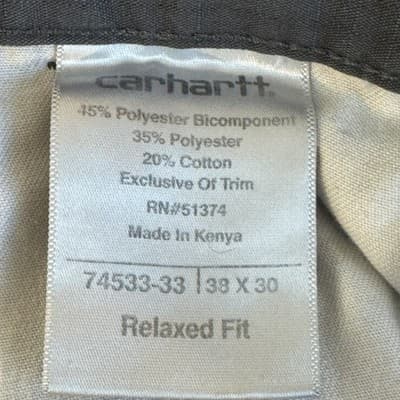 carhartt.
45% Polyester Bicomponent
35% Polyester
20% Cotton
Exclusive Of Trim
RN#51374
Made In Kenya
74533-33 | 38 X 30
Relaxed Fit